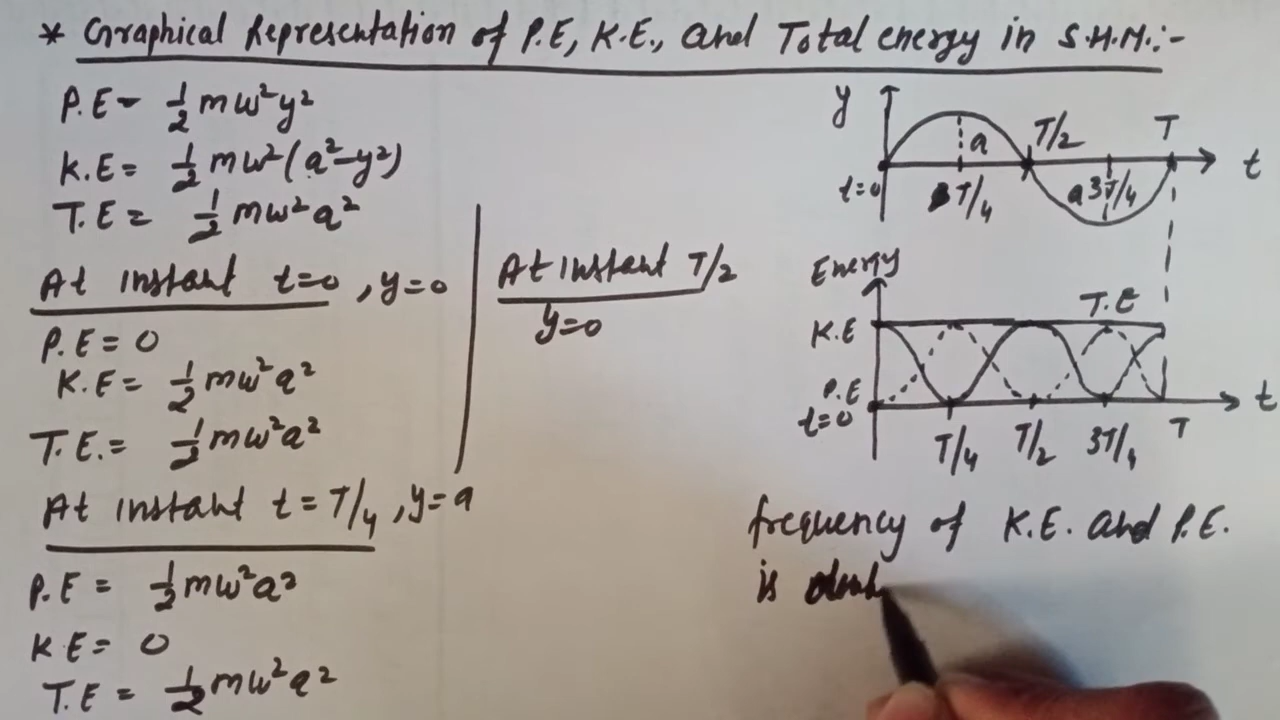 * Graphical Representation of P.E, K.E., and Total energy in S.H.M.:-
P.E = 1/2 mω²y²
K.E = 1/2 mω²(a²-y²)
T.E = 1/2 mω²a²
At instant t=0, y=0
P.E = 0
K.E = 1/2 mω²a²
T.E. = 1/2 mω²a²
At instant t = T/4, y=a
P.E = 1/2 mω²a²
K E = 0
T.E = 1/2 mω²a²
At instant T/2
y=0
y
a
T/2
T
t
t=0
T/4
a 3T/4
Energy
T.E
K.E
P.E
t=0
t
T/4 T/2 3T/4 T
frequency of K.E. and P.E.
is